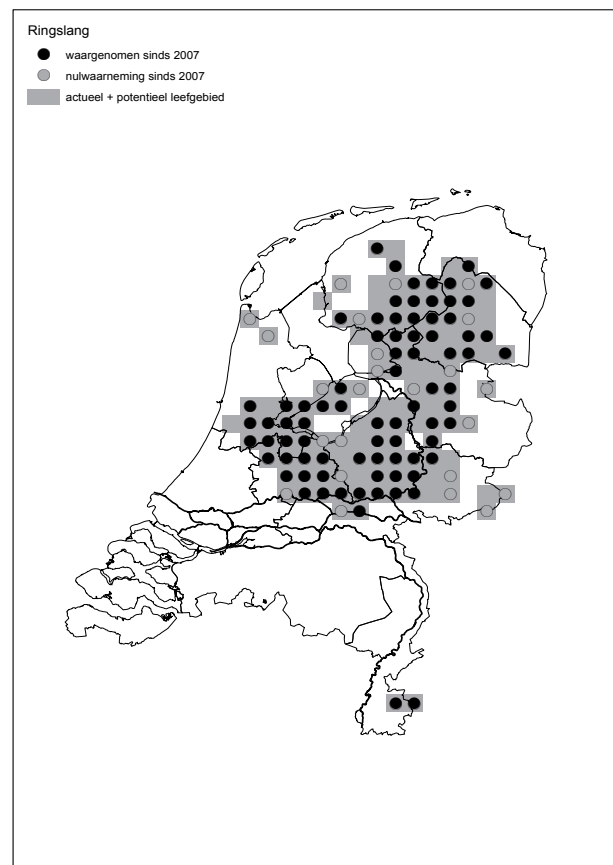 Ringslang
waargenomen sinds 2007
nulwaarneming sinds 2007
actueel + potentieel leefgebied